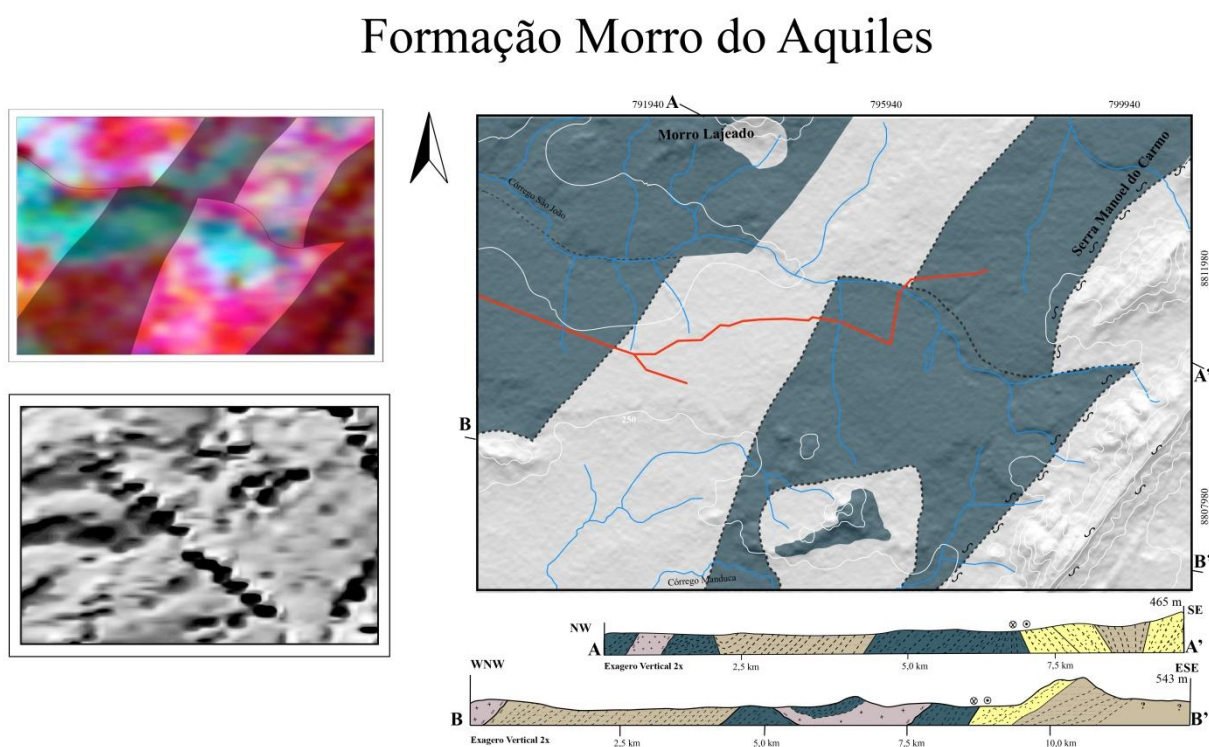 Formação Morro do Aquiles
791940
A
795940
799940
Morro Lajeado
Córrego São João
Serra Manoel do Carmo
8811980
A'
B
250
8807980
B'
Córrego Manduca
465 m
NW
SE
A
A'
Exagero Vertical 2x
2,5 km
5,0 km
7,5 km
WNW
ESE
543 m
B
? ?
B'
Exagero Vertical 2x
2,5 km
5,0 km
7,5 km
9,5 km